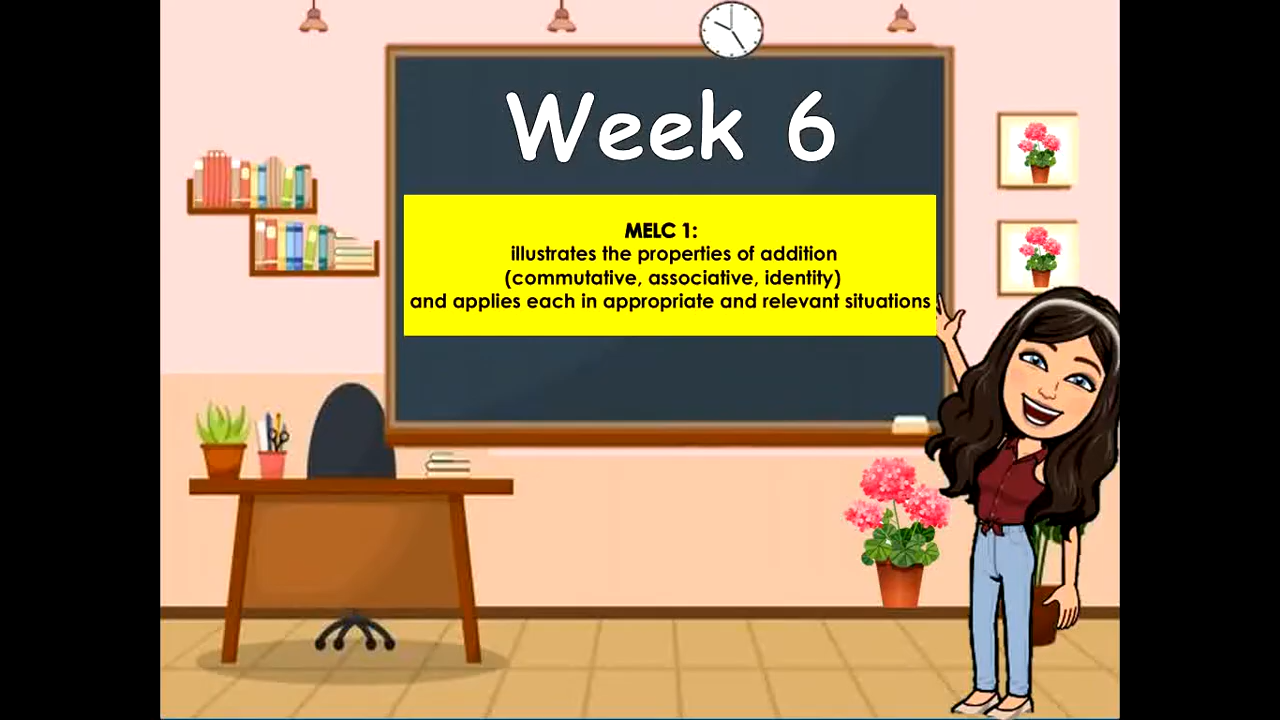 Week 6
MELC 1:
illustrates the properties of addition
(commutative, associative, identity)
and applies each in appropriate and relevant situations